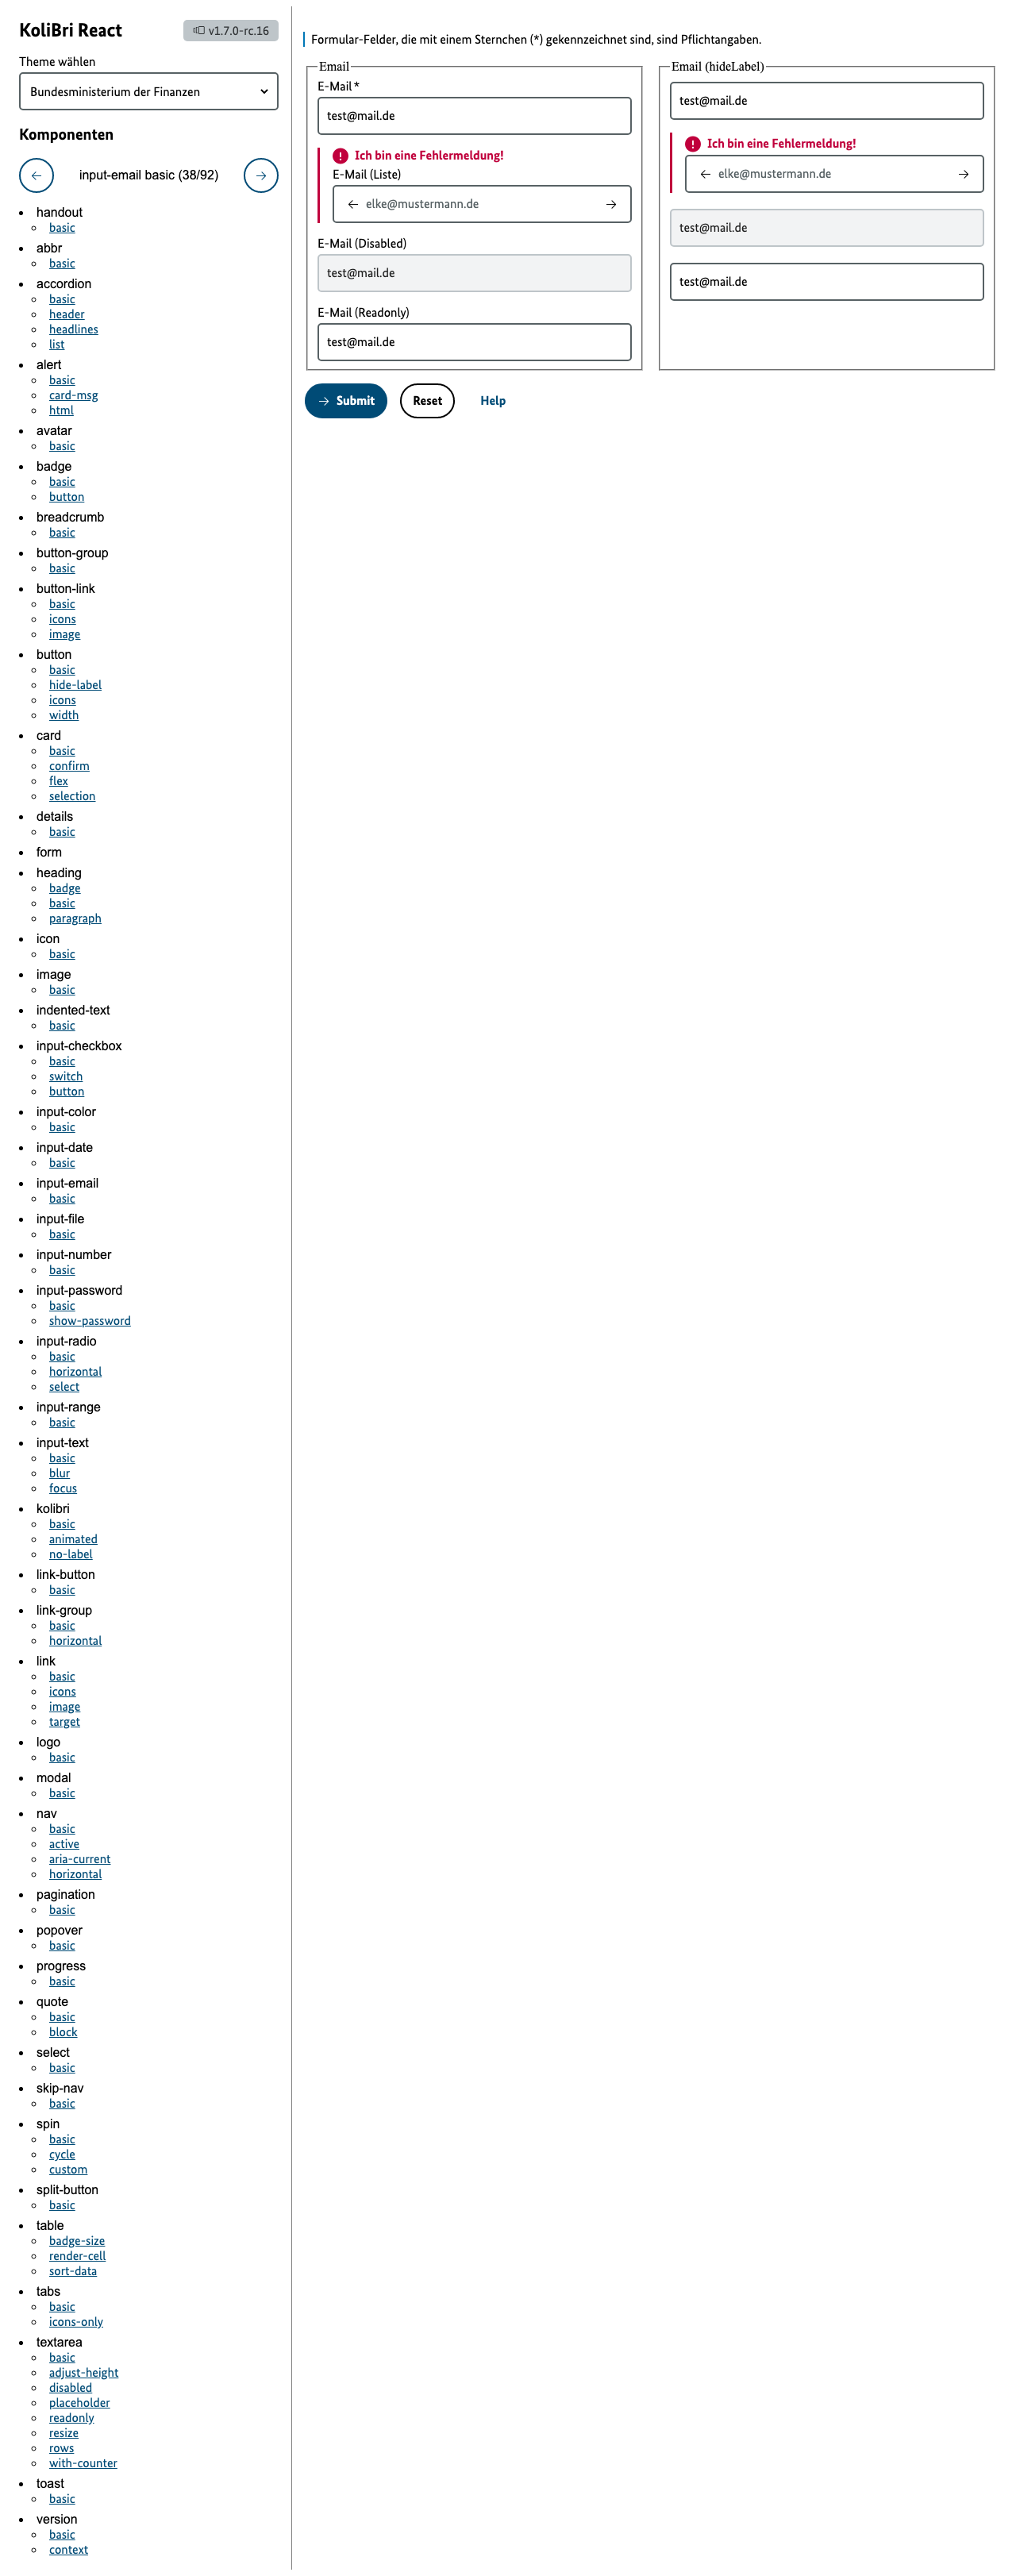 KoliBri React
v1.7.0-rc.16
Theme wählen
Bundesministerium der Finanzen
Komponenten
input-email basic (38/92)
handout
basic
abbr
basic
accordion
basic
header
headlines
list
alert
basic
card-msg
html
avatar
basic
badge
basic
button
breadcrumb
basic
button-group
basic
button-link
basic
icons
image
button
basic
hide-label
icons
width
card
basic
confirm
flex
selection
details
basic
form
heading
badge
basic
paragraph
icon
basic
image
basic
indented-text
basic
input-checkbox
basic
switch
button
input-color
basic
input-date
basic
input-email
basic
input-file
basic
input-number
basic
input-password
basic
show-password
input-radio
basic
horizontal
select
input-range
basic
input-text
basic
blur
focus
kolibri
basic
animated
no-label
link-button
basic
link-group
basic
horizontal
link
basic
icons
image
target
logo
basic
modal
basic
nav
basic
active
aria-current
horizontal
pagination
basic
popover
basic
progress
basic
quote
basic
block
select
basic
skip-nav
basic
spin
basic
cycle
custom
split-button
basic
table
badge-size
render-cell
sort-data
tabs
basic
icons-only
textarea
basic
adjust-height
disabled
placeholder
readonly
resize
rows
with-counter
toast
basic
version
basic
context
Formular-Felder, die mit einem Sternchen (*) gekennzeichnet sind, sind Pflichtangaben.
Email
E-Mail *
test@mail.de
Ich bin eine Fehlermeldung!
E-Mail (Liste)
elke@mustermann.de
E-Mail (Disabled)
test@mail.de
E-Mail (Readonly)
test@mail.de
Email (hideLabel)
test@mail.de
Ich bin eine Fehlermeldung!
elke@mustermann.de
test@mail.de
test@mail.de
Submit
Reset
Help